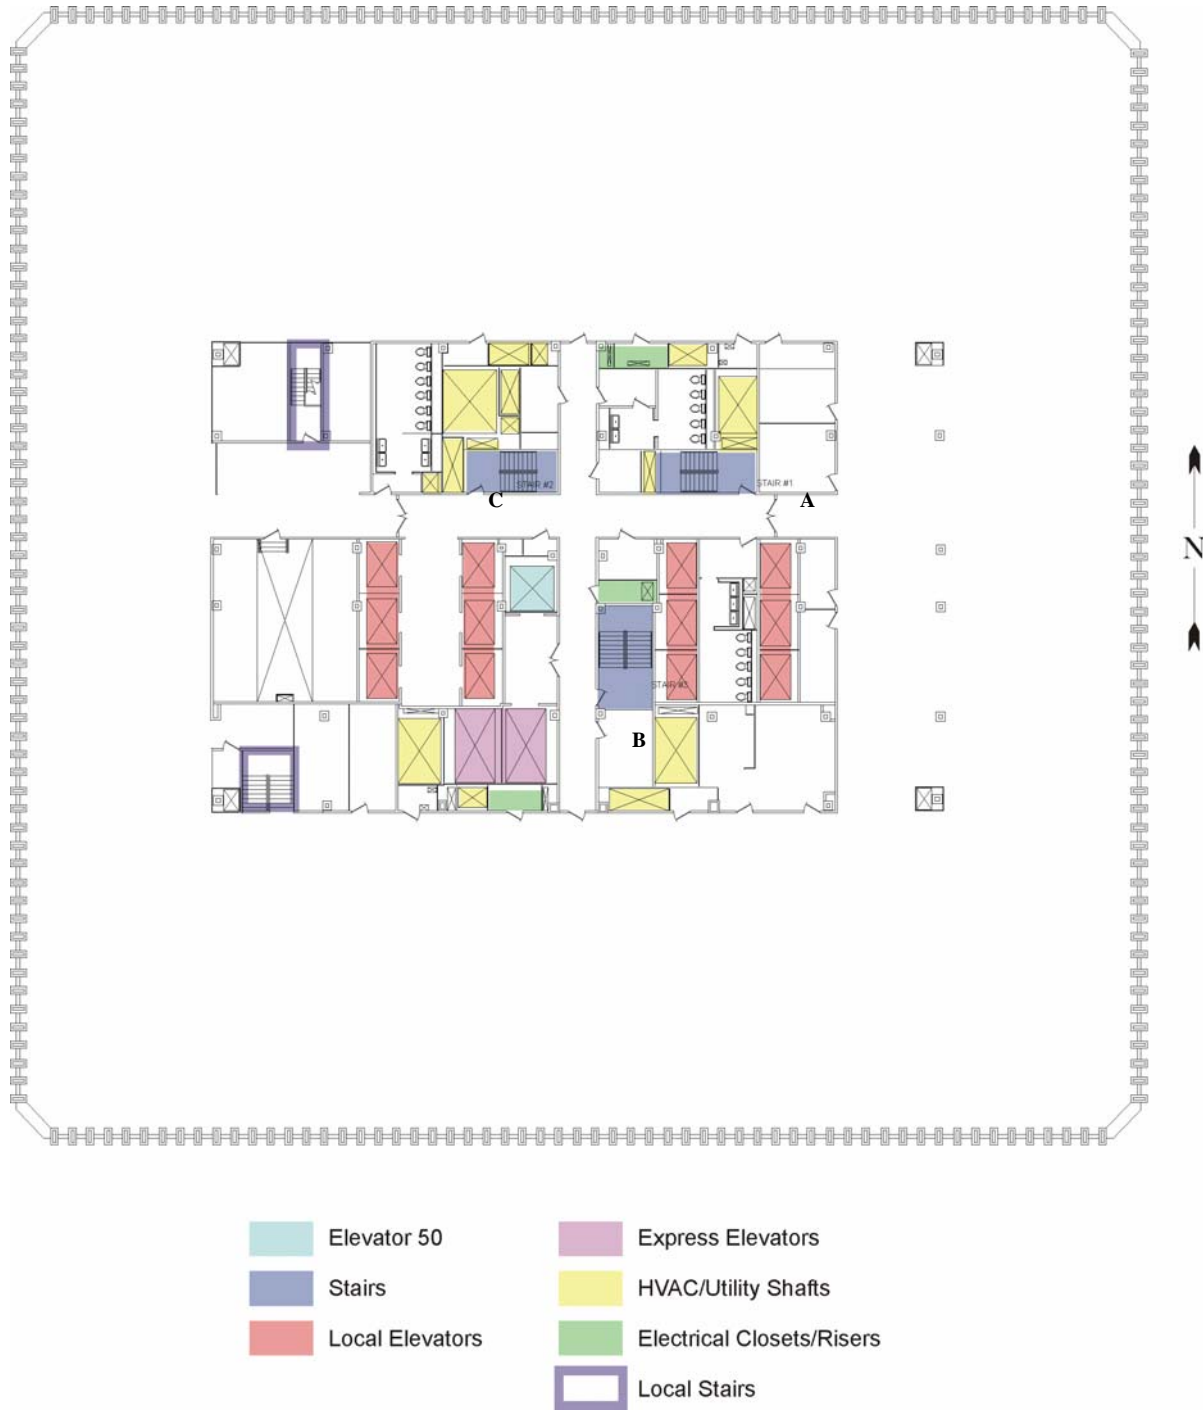 STAIR #2
STAIR #1
C
A
N
STAIR #3
B
Elevator 50
Express Elevators
Stairs
HVAC/Utility Shafts
Local Elevators
Electrical Closets/Risers
Local Stairs